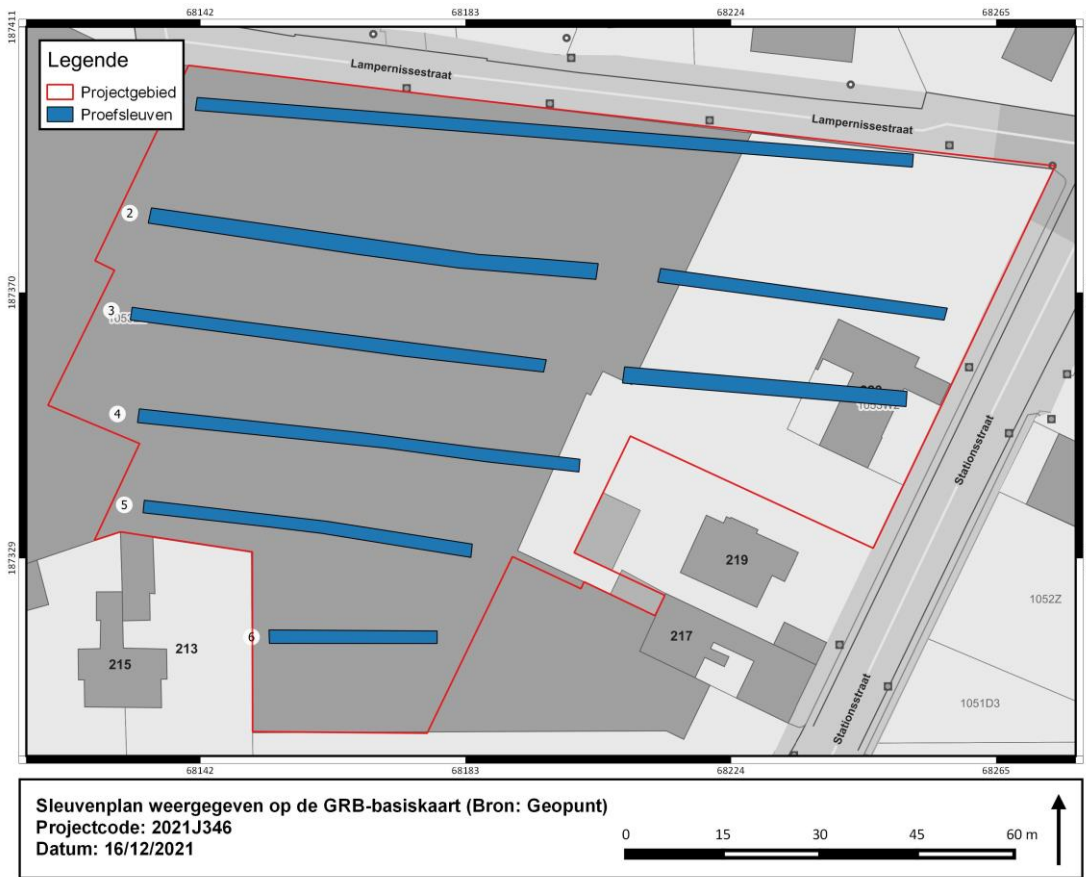 68142 68183 68224 68265
187411
Legende
Projectgebied
Proefsleuven
Lampernissestraat
Lampernissestraat
2
187370
3
4
Stationsstraat
5
187329
219
1052Z
6
213
217
215
1051D3
Stationsstraat
68142 68183 68224 68265
Sleuvenplan weergegeven op de GRB-basiskaart (Bron: Geopunt)
Projectcode: 2021J346
Datum: 16/12/2021
0 15 30 45 60 m